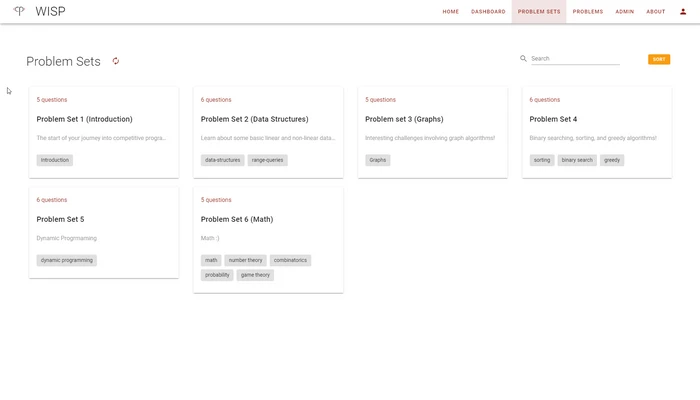 WISP
HOME DASHBOARD PROBLEM SETS PROBLEMS ADMIN ABOUT
Problem Sets
Search
SORT
5 questions
Problem Set 1 (Introduction)
The start of your journey into competitive progra...
introduction
6 questions
Problem Set 2 (Data Structures)
Learn about some basic linear and non-linear data...
data-structures range-queries
5 questions
Problem set 3 (Graphs)
Interesting challenges involving graph algorithms!
Graphs
6 questions
Problem Set 4
Binary searching, sorting, and greedy algorithms!
sorting binary search greedy
6 questions
Problem Set 5
Dynamic Progrmaming
dynamic programming
5 questions
Problem Set 6 (Math)
Math :)
math number theory combinatorics
probability game theory